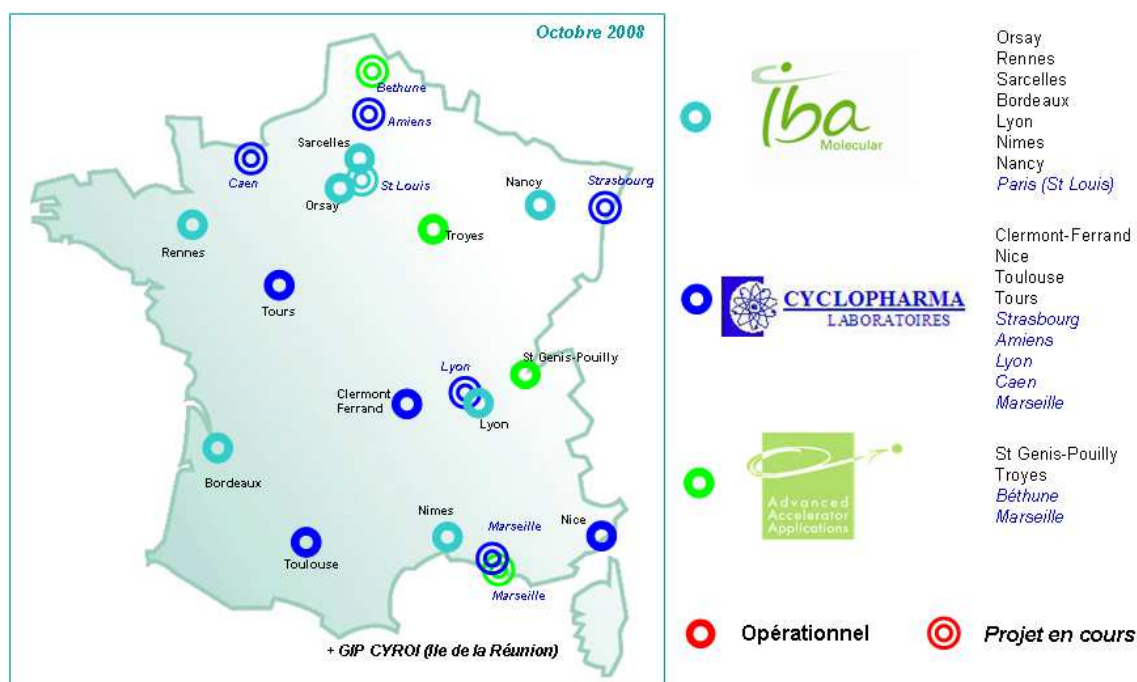 Octobre 2008
Béthune
Amiens
Sarcelles
Caen
St Louis
Orsay
Nancy
Strasbourg
Rennes
Troyes
Tours
St Genis-Pouilly
Lyon
Clermont
Ferrand
Lyon
Bordeaux
Nimes
Marseille
Nice
Toulouse
Marseille
+ GIP CYROI (Ile de la Réunion)
iba
Molecular
Orsay
Rennes
Sarcelles
Bordeaux
Lyon
Nimes
Nancy
Paris (St Louis)
CYCLOPHARMA
LABORATOIRES
Clermont-Ferrand
Nice
Toulouse
Tours
Strasbourg
Amiens
Lyon
Caen
Marseille
Advanced
Accelerator
Applications
St Genis-Pouilly
Troyes
Béthune
Marseille
Opérationnel
Projet en cours